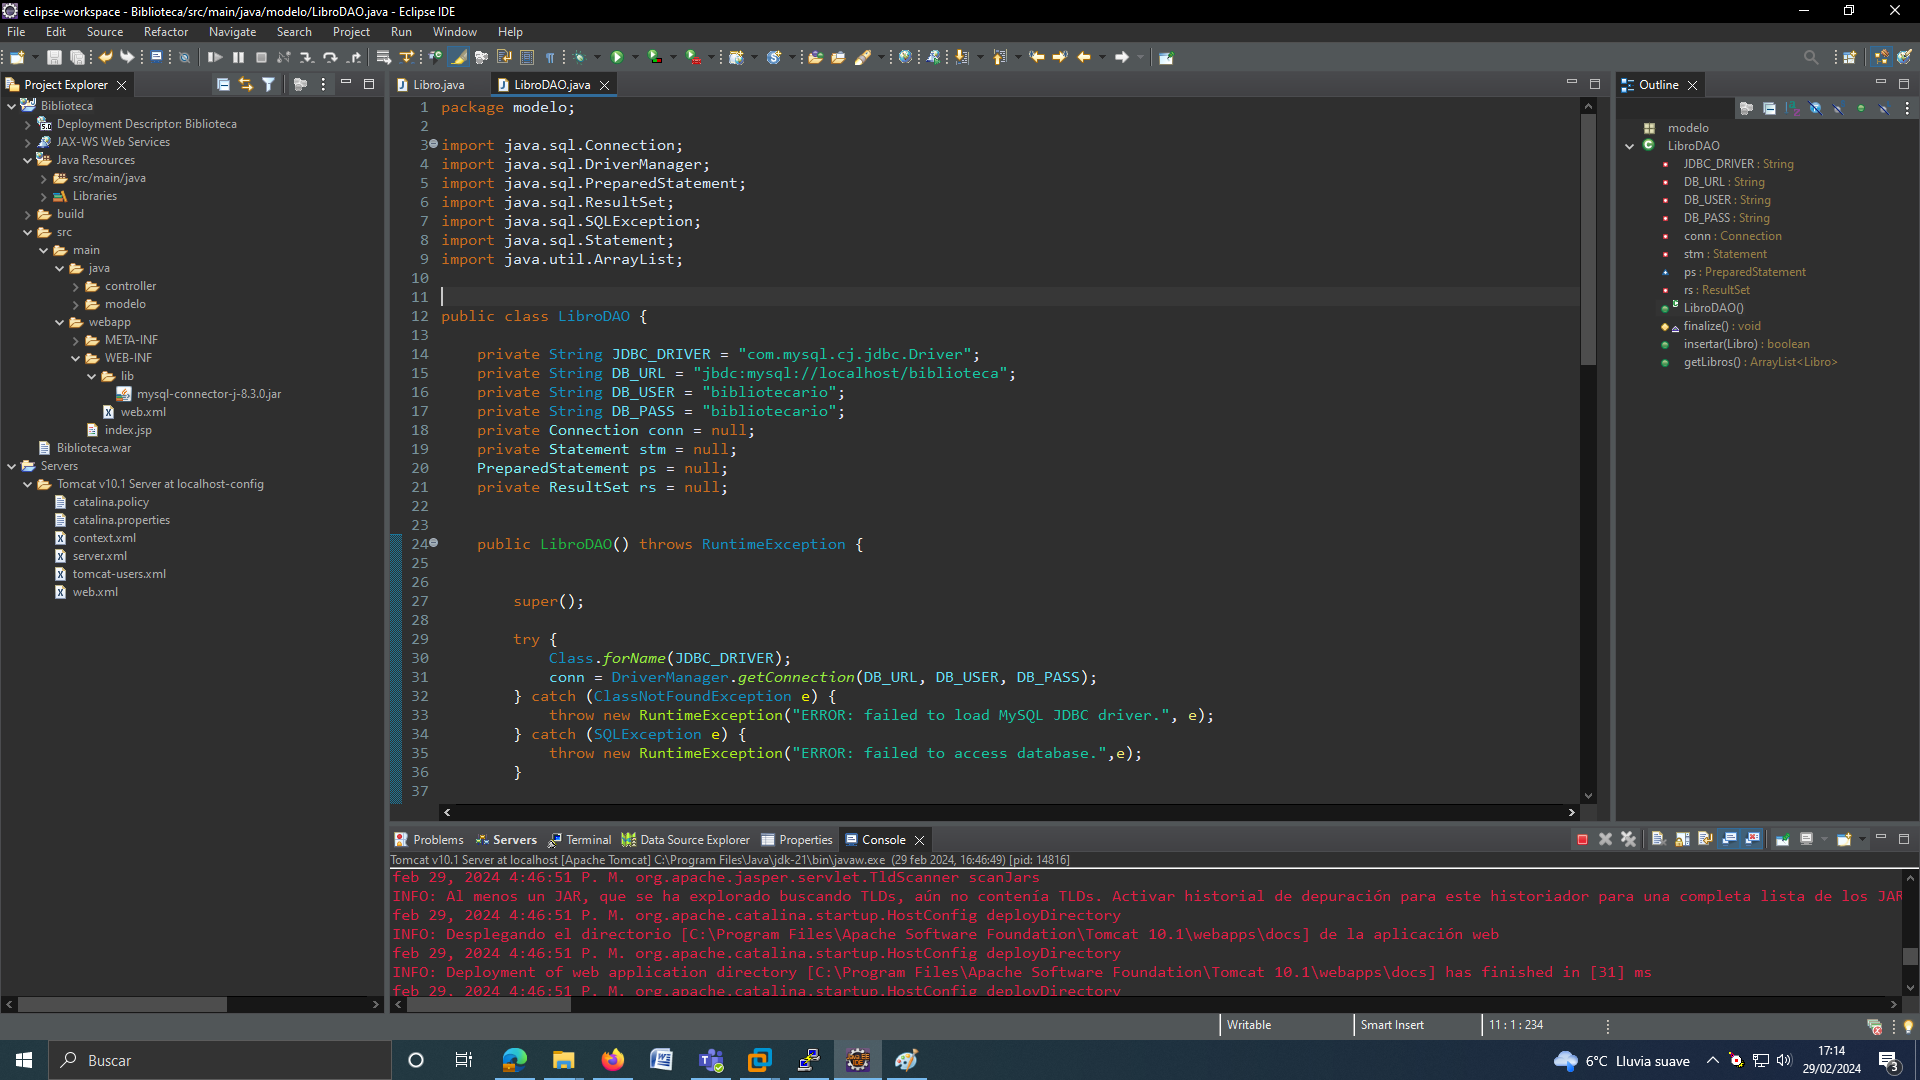 eclipse-workspace - Biblioteca/src/main/java/modelo/LibroDAO.java - Eclipse IDE
File Edit Source Refactor Navigate Search Project Run Window Help
Project Explorer
Biblioteca
Deployment Descriptor: Biblioteca
JAX-WS Web Services
Java Resources
src/main/java
Libraries
build
src
main
java
controller
modelo
webapp
META-INF
WEB-INF
lib
mysql-connector-j-8.3.0.jar
web.xml
index.jsp
Biblioteca.war
Servers
Tomcat v10.1 Server at localhost-config
catalina.policy
catalina.properties
context.xml
server.xml
tomcat-users.xml
web.xml
Libro.java LibroDAO.java
1 package modelo;
2
3 import java.sql.Connection;
4 import java.sql.DriverManager;
5 import java.sql.PreparedStatement;
6 import java.sql.ResultSet;
7 import java.sql.SQLException;
8 import java.sql.Statement;
9 import java.util.ArrayList;
10
11
12 public class LibroDAO {
13
14 private String JDBC_DRIVER = "com.mysql.cj.jdbc.Driver";
15 private String DB_URL = "jbdc:mysql://localhost/biblioteca";
16 private String DB_USER = "bibliotecario";
17 private String DB_PASS = "bibliotecario";
18 private Connection conn = null;
19 private Statement stm = null;
20 PreparedStatement ps = null;
21 private ResultSet rs = null;
22
23
24 public LibroDAO() throws RuntimeException {
25
26
27 super();
28
29 try {
30 Class.forName(JDBC_DRIVER);
31 conn = DriverManager.getConnection(DB_URL, DB_USER, DB_PASS);
32 } catch (ClassNotFoundException e) {
33 throw new RuntimeException("ERROR: failed to load MySQL JDBC driver.", e);
34 } catch (SQLException e) {
35 throw new RuntimeException("ERROR: failed to access database.",e);
36 }
37
Outline
modelo
LibroDAO
JDBC_DRIVER : String
DB_URL : String
DB_USER : String
DB_PASS : String
conn : Connection
stm : Statement
ps : PreparedStatement
rs : ResultSet
LibroDAO()
finalize() : void
insertar(Libro) : boolean
getLibros() : ArrayList<Libro>
Problems Servers Terminal Data Source Explorer Properties Console
Tomcat v10.1 Server at localhost [Apache Tomcat] C:\Program Files\Java\jdk-21\bin\javaw.exe (29 feb 2024, 16:46:49) [pid: 14816]
feb 29, 2024 4:46:51 P. M. org.apache.jasper.servlet.TldScanner scanJars
INFO: Al menos un JAR, que se ha explorado buscando TLDs, aún no contenía TLDs. Activar historial de depuración para este historiador para una completa lista de los JAR
feb 29, 2024 4:46:51 P. M. org.apache.catalina.startup.HostConfig deployDirectory
INFO: Desplegando el directorio [C:\Program Files\Apache Software Foundation\Tomcat 10.1\webapps\docs] de la aplicación web
feb 29, 2024 4:46:51 P. M. org.apache.catalina.startup.HostConfig deployDirectory
INFO: Deployment of web application directory [C:\Program Files\Apache Software Foundation\Tomcat 10.1\webapps\docs] has finished in [31] ms
feb 29, 2024 4:46:51 P. M. org.apache.catalina.startup.HostConfig deployDirectory
Writable Smart Insert 11 : 1 : 234
Buscar
6°C Lluvia suave
17:14
29/02/2024
3